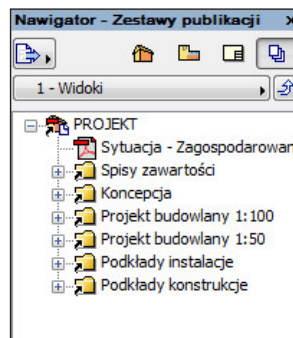 Nawigator - Zestawy publikacji
1 - Widoki
PROJEKT
Sytuacja - Zagospodarowan
Spisy zawartości
Koncepcja
Projekt budowlany 1:100
Projekt budowlany 1:50
Podkłady instalacje
Podkłady konstrukcje